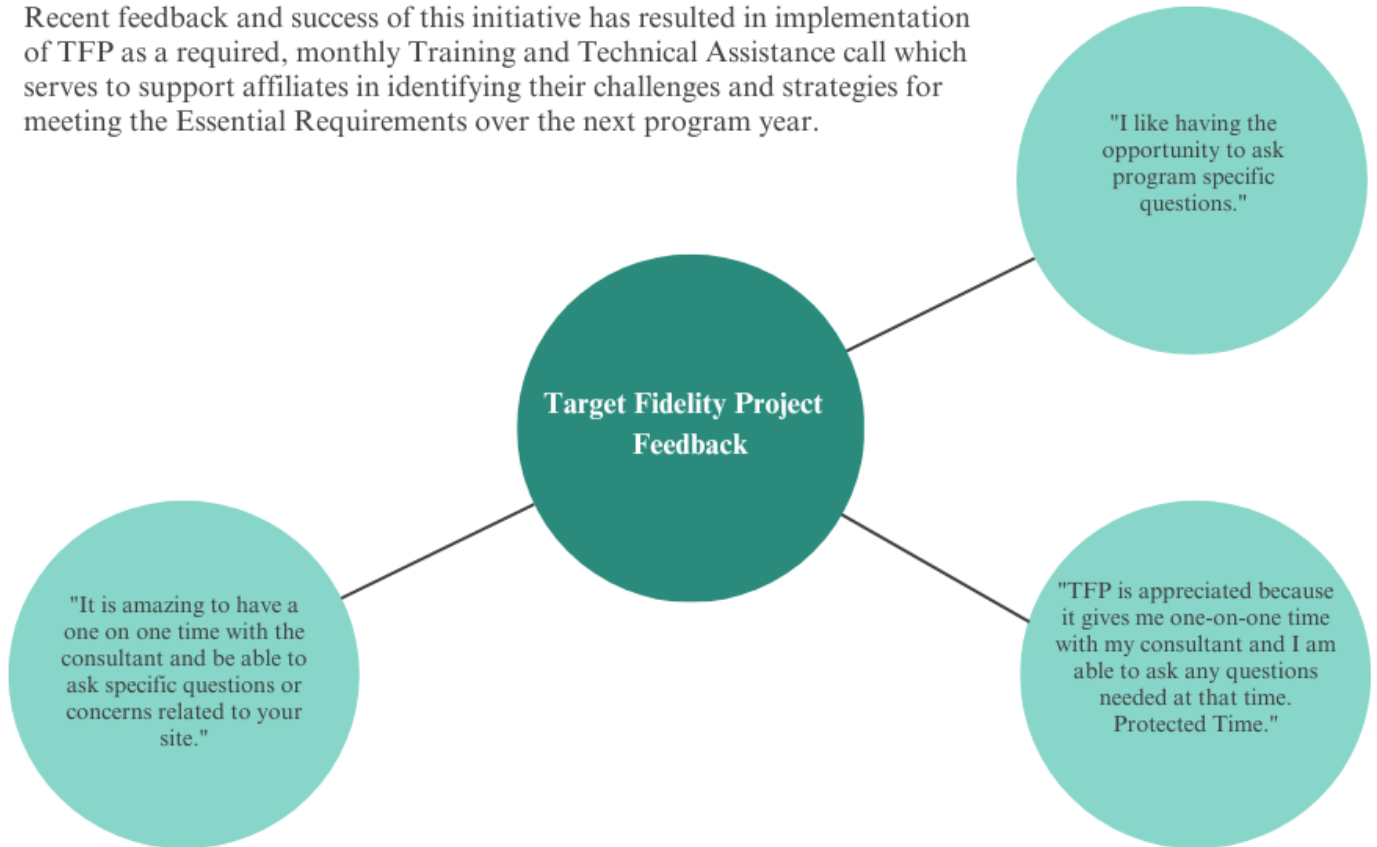 Recent feedback and success of this initiative has resulted in implementation
of TFP as a required, monthly Training and Technical Assistance call which
serves to support affiliates in identifying their challenges and strategies for
meeting the Essential Requirements over the next program year.
"I like having the
opportunity to ask
program specific
questions."
Target Fidelity Project
Feedback
"It is amazing to have a
one on one time with the
consultant and be able to
ask specific questions or
concerns related to your
site."
"TFP is appreciated because
it gives me one-on-one time
with my consultant and I am
able to ask any questions
needed at that time.
Protected Time."